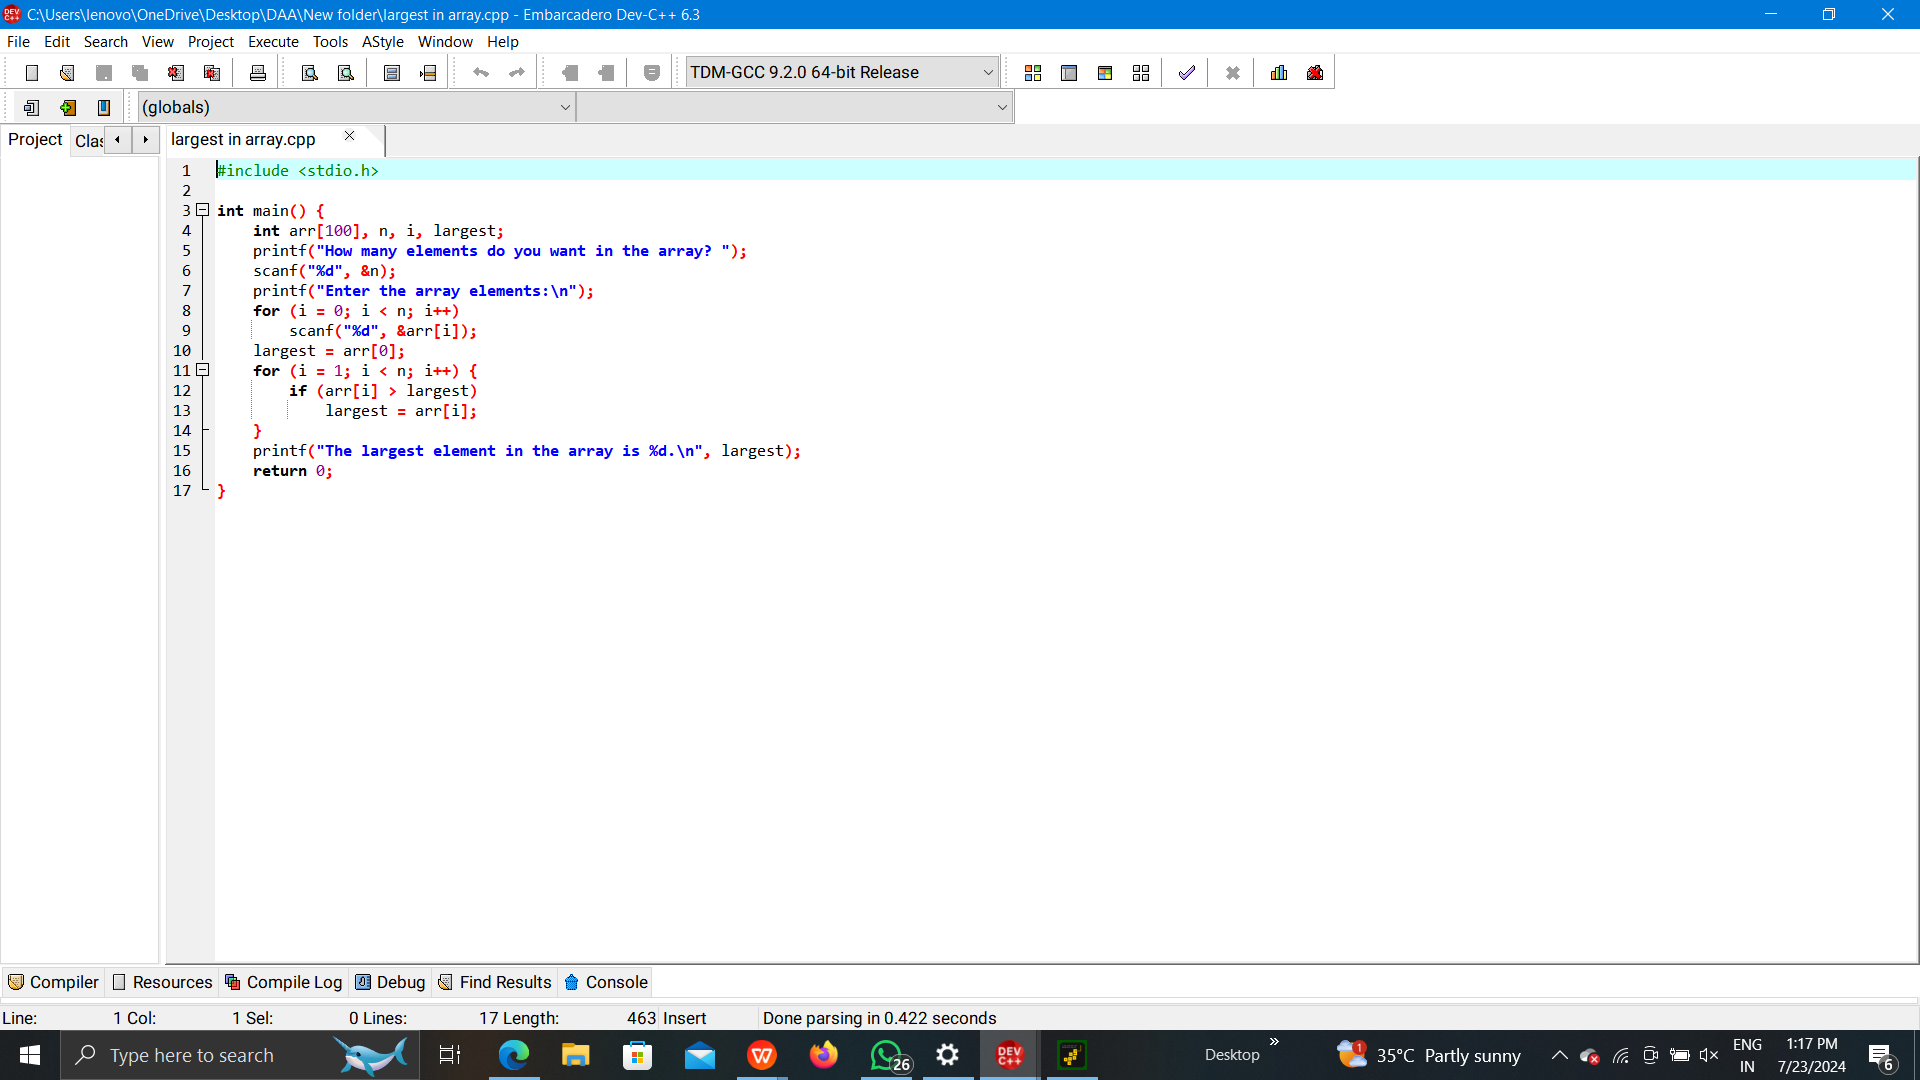 C:\Users\lenovo\OneDrive\Desktop\DAA\New folder\largest in array.cpp - Embarcadero Dev-C++ 6.3
File Edit Search View Project Execute Tools AStyle Window Help
TDM-GCC 9.2.0 64-bit Release
(globals)
Project Clas largest in array.cpp
1 #include <stdio.h>
2
3 int main() {
4     int arr[100], n, i, largest;
5     printf("How many elements do you want in the array? ");
6     scanf("%d", &n);
7     printf("Enter the array elements:\n");
8     for (i = 0; i < n; i++)
9         scanf("%d", &arr[i]);
10     largest = arr[0];
11     for (i = 1; i < n; i++) {
12         if (arr[i] > largest)
13             largest = arr[i];
14     }
15     printf("The largest element in the array is %d.\n", largest);
16     return 0;
17 }
Compiler Resources Compile Log Debug Find Results Console
Line: 1 Col: 1 Sel: 0 Lines: 17 Length: 463 Insert Done parsing in 0.422 seconds
Type here to search 26 DEV C++ Desktop 1 35°C Partly sunny ENG IN 1:17 PM 7/23/2024 6